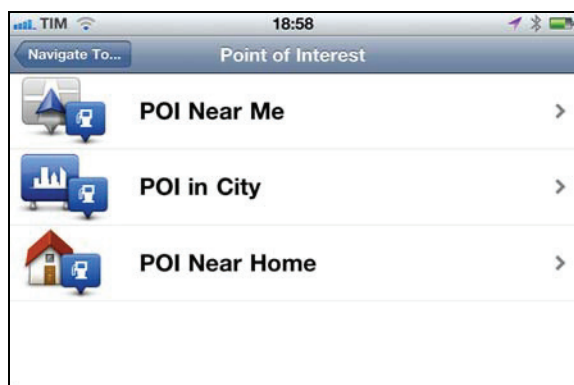 TIM 18:58
Navigate To... Point of Interest
POI Near Me
POI in City
POI Near Home